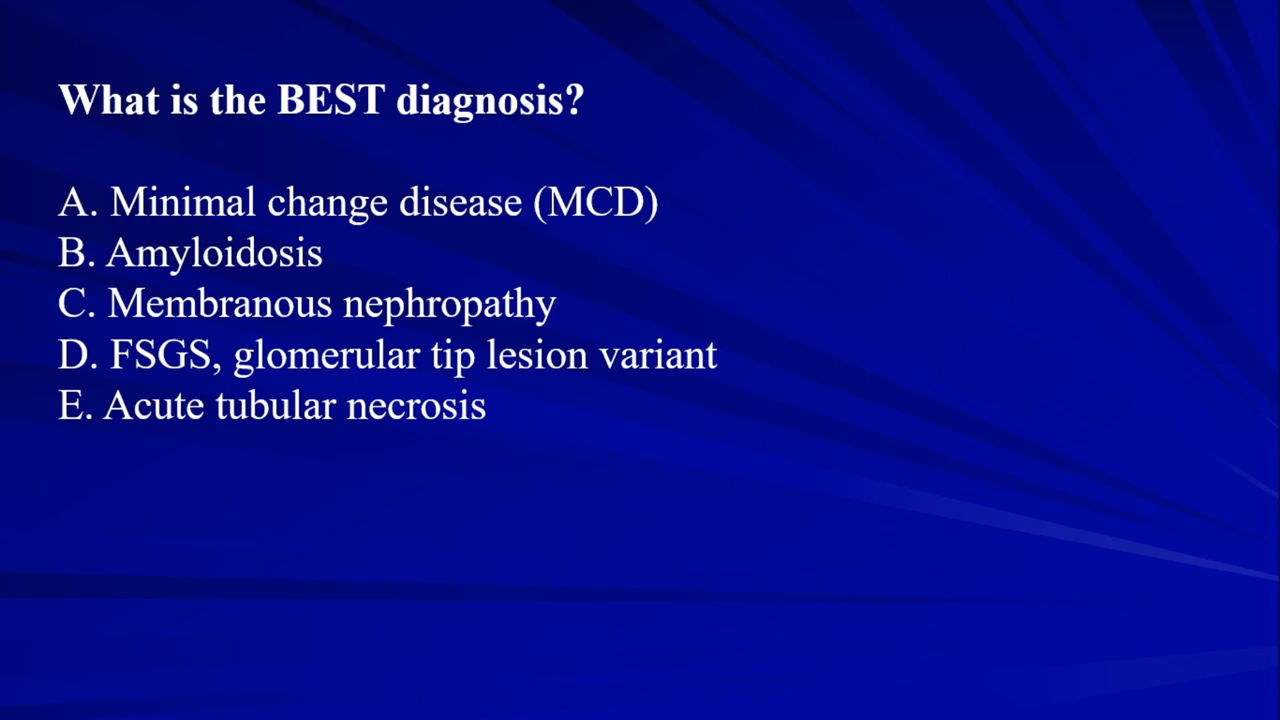 What is the BEST diagnosis?
A. Minimal change disease (MCD)
B. Amyloidosis
C. Membranous nephropathy
D. FSGS, glomerular tip lesion variant
E. Acute tubular necrosis